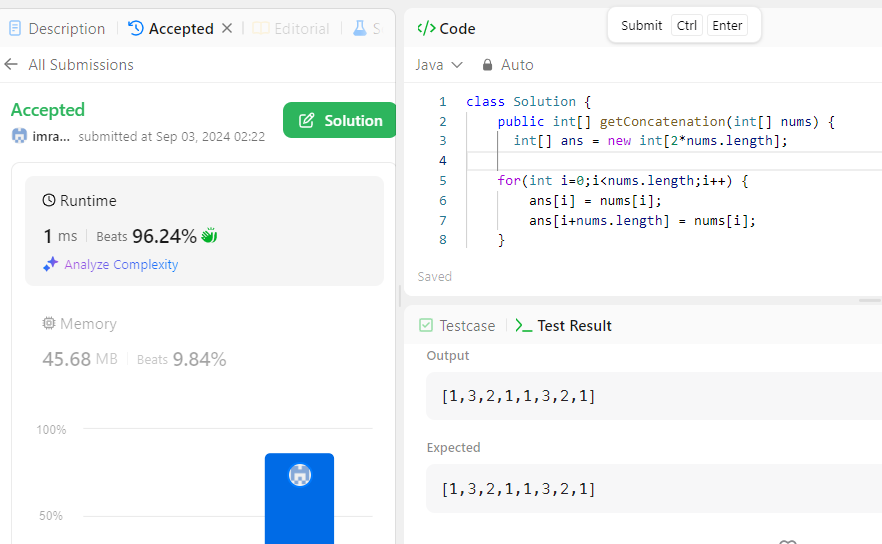 Description
Accepted
Editorial
S
All Submissions
Accepted
imra... submitted at Sep 03, 2024 02:22
Solution
Runtime
1 ms Beats 96.24%
Analyze Complexity
Memory
45.68 MB Beats 9.84%
100%
50%
</> Code
Submit Ctrl Enter
Java
Auto
1 class Solution {
2 public int[] getConcatenation(int[] nums) {
3 int[] ans = new int[2*nums.length];
4
5 for(int i=0;i<nums.length;i++) {
6 ans[i] = nums[i];
7 ans[i+nums.length] = nums[i];
8 }
Saved
Testcase
Test Result
Output
[1,3,2,1,1,3,2,1]
Expected
[1,3,2,1,1,3,2,1]